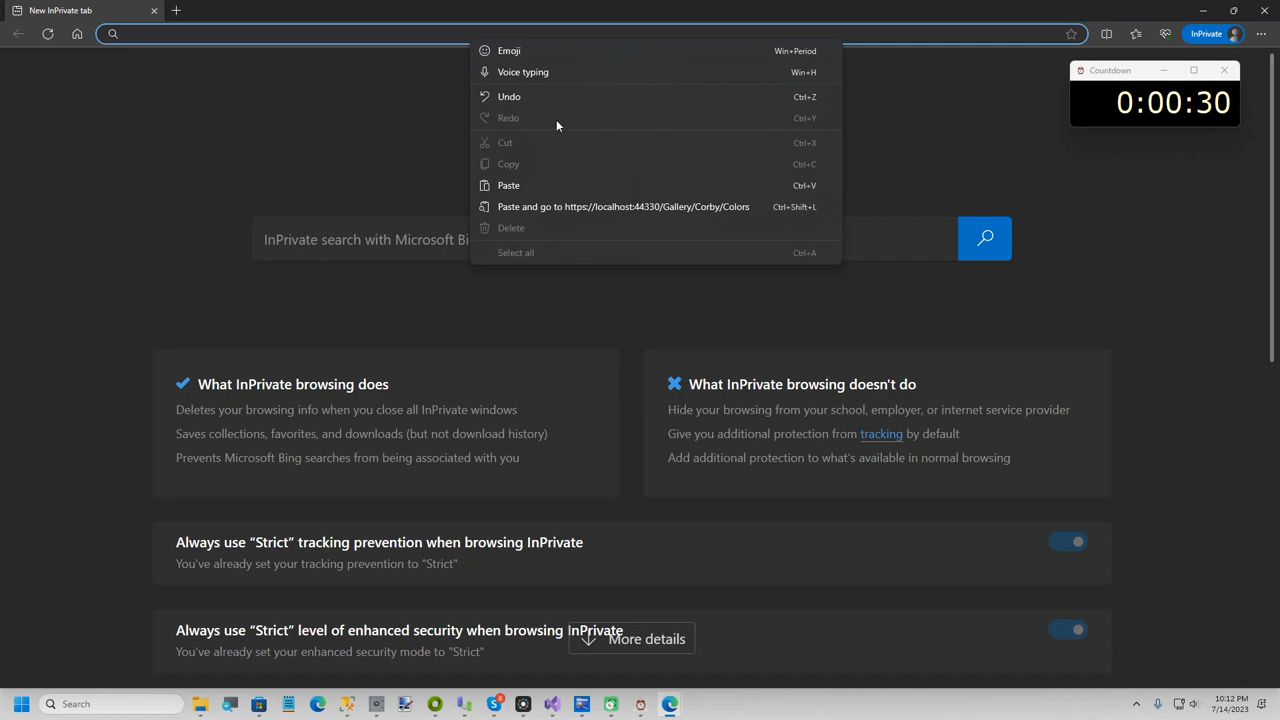 New InPrivate tab
InPrivate
Countdown
0:00:30
Emoji Win+Period
Voice typing Win+H
Undo Ctrl+Z
Redo Ctrl+Y
Cut Ctrl+X
Copy Ctrl+C
Paste Ctrl+V
Paste and go to https://localhost:44330/Gallery/Corby/Colors Ctrl+Shift+L
Delete
Select all Ctrl+A
InPrivate search with Microsoft Bi
What InPrivate browsing does
Deletes your browsing info when you close all InPrivate windows
Saves collections, favorites, and downloads (but not download history)
Prevents Microsoft Bing searches from being associated with you
What InPrivate browsing doesn't do
Hide your browsing from your school, employer, or internet service provider
Give you additional protection from tracking by default
Add additional protection to what's available in normal browsing
Always use “Strict” tracking prevention when browsing InPrivate
You've already set your tracking prevention to "Strict"
Always use “Strict” level of enhanced security when browsing InPrivate
You've already set your enhanced security mode to "Strict"
More details
Search
8
10:12 PM
7/14/2023